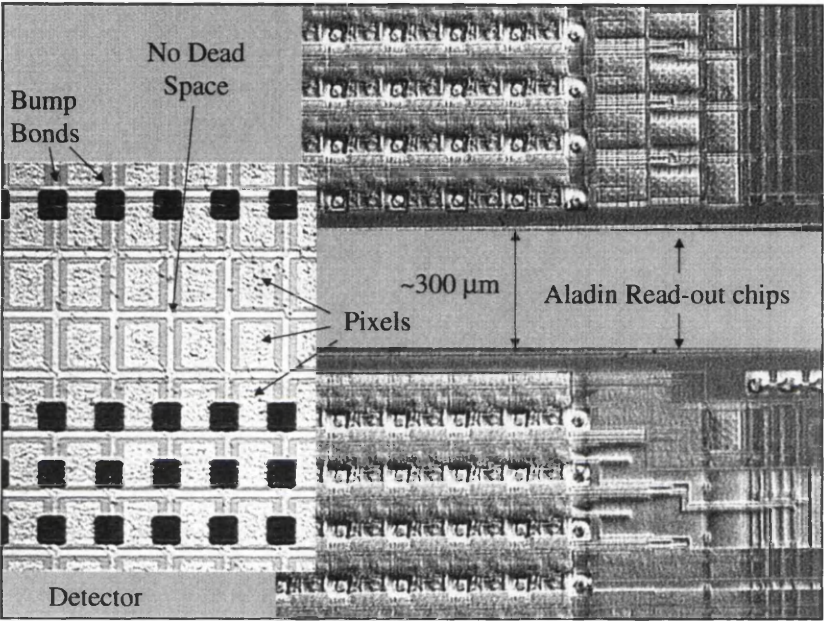 No Dead
Space
Bump
Bonds
~300 μm
Aladin Read-out chips
Pixels
Detector